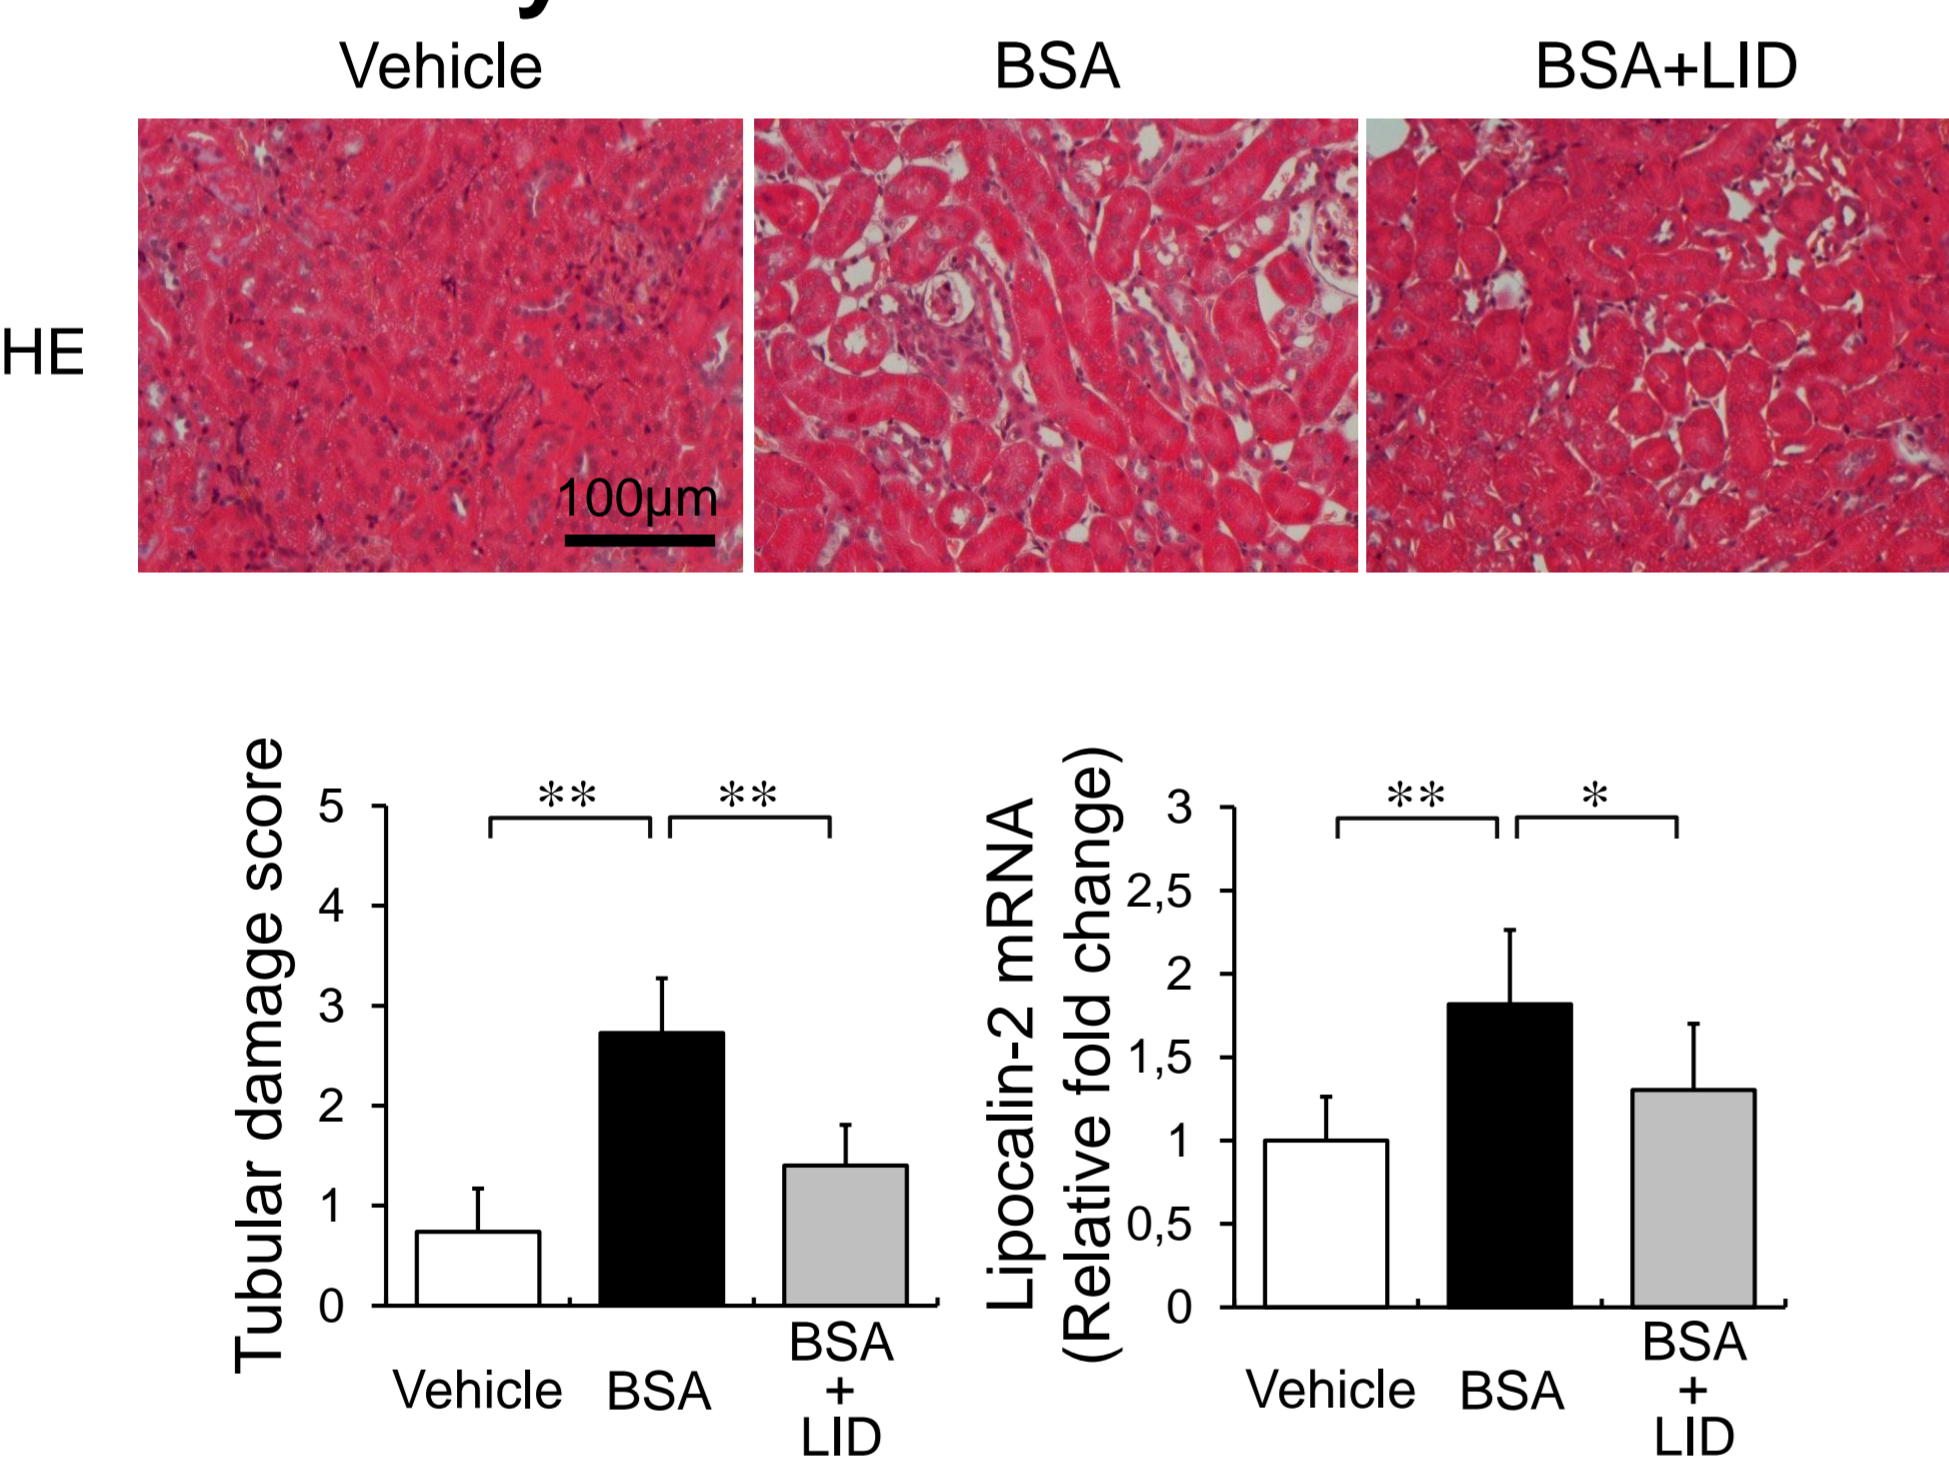 Vehicle
BSA
BSA+LID
HE
100μm
Tubular damage score
5
4
3
2
1
0
**
**
Vehicle
BSA
BSA
+
LID
Lipocalin-2 mRNA
(Relative fold change)
3
2,5
2
1,5
1
0,5
0
**
*
Vehicle
BSA
BSA
+
LID